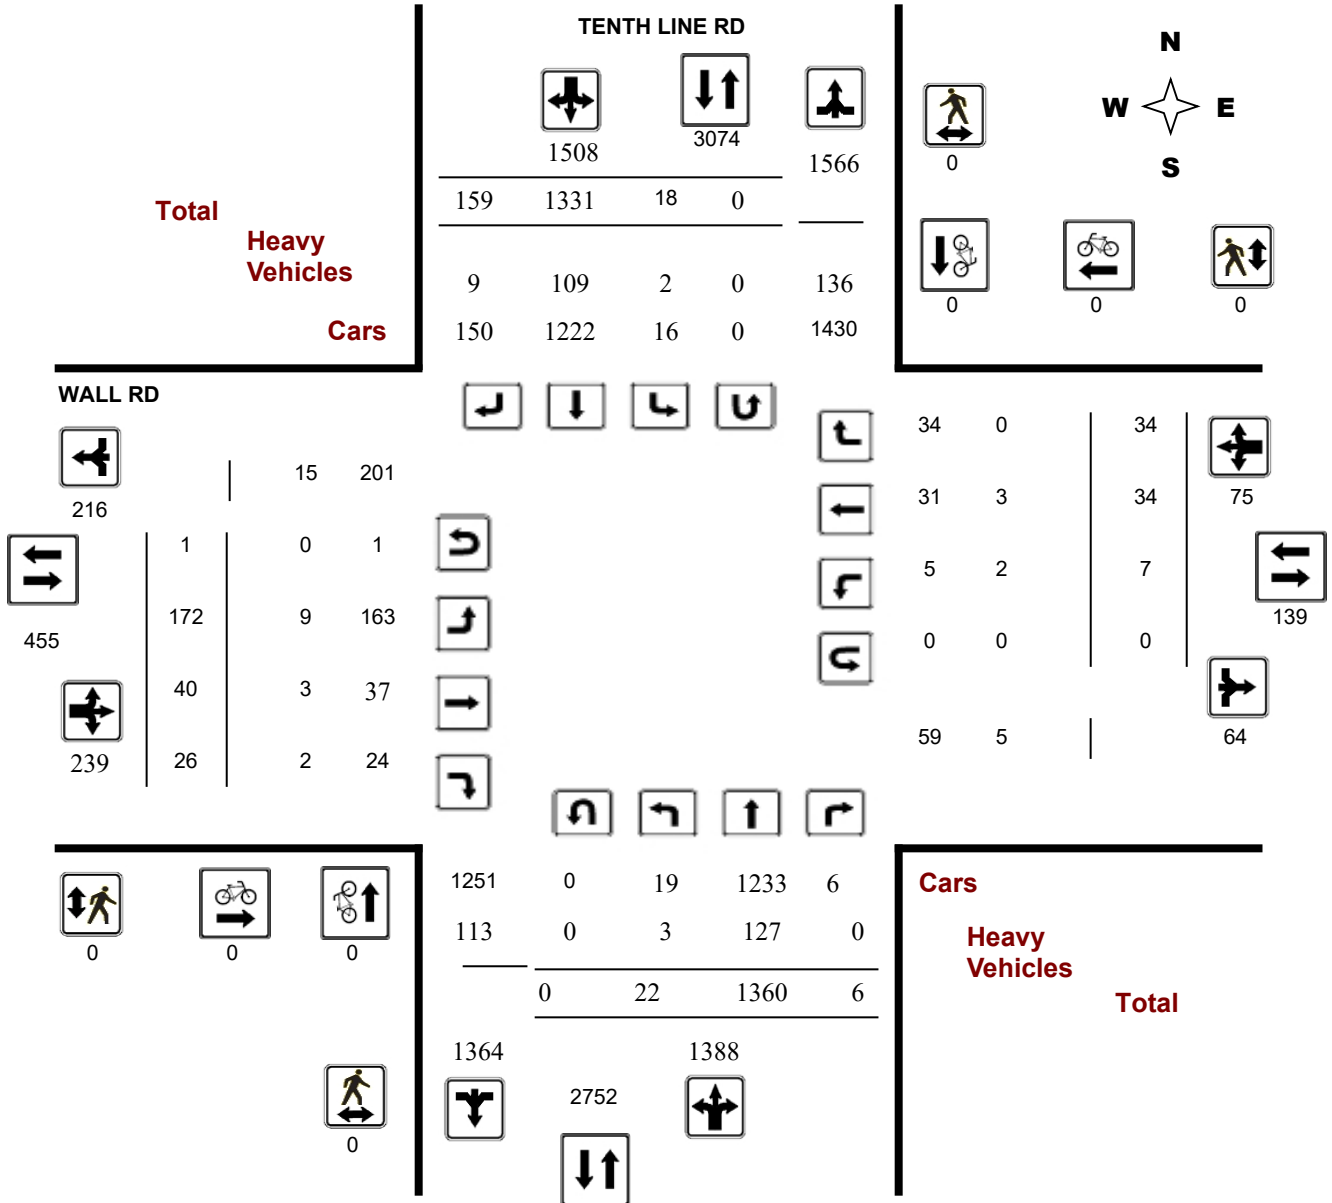 TENTH LINE RD
N
W E
S
3074
1508
1566
0
159 1331 18 0
Total
Heavy
Vehicles
9 109 2 0 136
0 0 0
Cars
150 1222 16 0 1430
WALL RD
34 0 34
15 201
75
216
31 3 34
1 0 1
5 2 7
172 9 163
139
455
0 0 0
40 3 37
239
59 5
64
26 2 24
1251 0 19 1233 6
Cars
113 0 3 127 0
Heavy
Vehicles
0 0 0
0 22 1360 6
Total
1364 1388
2752
0